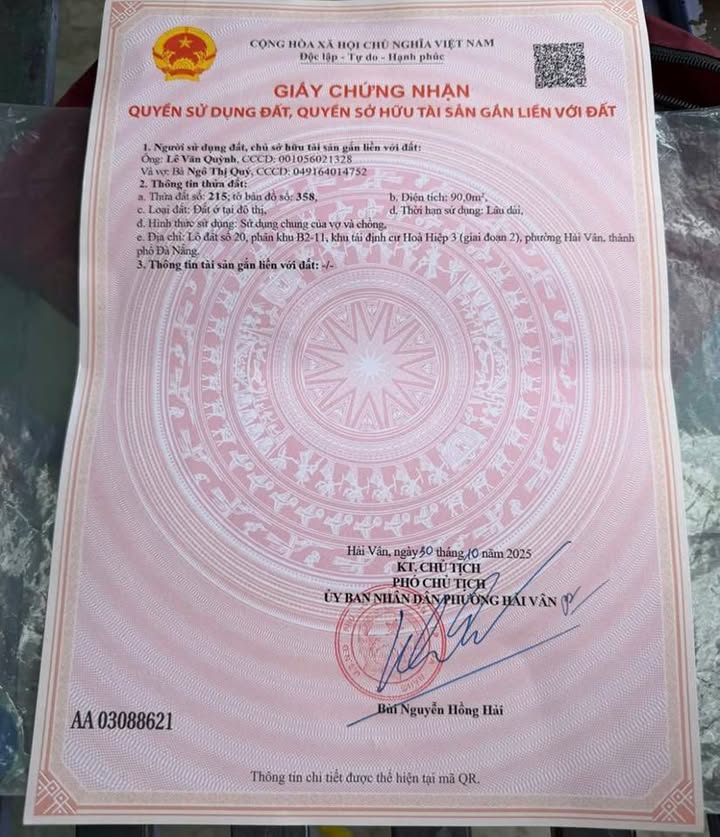 CỘNG HÒA XÃ HỘI CHỦ NGHĨA VIỆT NAM
Độc lập - Tự do - Hạnh phúc
GIẤY CHỨNG NHẬN
QUYỀN SỬ DỤNG ĐẤT, QUYỀN SỞ HỮU TÀI SẢN GẮN LIỀN VỚI ĐẤT
1. Người sử dụng đất, chủ sở hữu tài sản gắn liền với đất:
Ông: Lê Văn Quỳnh, CCCD: 001056021328
Và vợ: Bà Ngô Thị Quý, CCCD: 049164014752
2. Thông tin thửa đất:
a. Thửa đất số: 215; tờ bản đồ số: 358, b. Diện tích: 90,0m²,
c. Loại đất: Đất ở tại đô thị, d. Thời hạn sử dụng: Lâu dài,
đ. Hình thức sử dụng: Sử dụng chung của vợ và chồng,
e. Địa chỉ: Lô đất số 20, phân khu B2-11, khu tái định cư Hoà Hiệp 3 (giai đoạn 2), phường Hải Vân, thành
phố Đà Nẵng.
3. Thông tin tài sản gắn liền với đất: -/-
Hải Vân, ngày 30 tháng 10 năm 2025
KT. CHỦ TỊCH
PHÓ CHỦ TỊCH
ỦY BAN NHÂN DÂN PHƯỜNG HẢI VÂN
Bùi Nguyễn Hồng Hải
AA 03088621
Thông tin chi tiết được thể hiện tại mã QR.